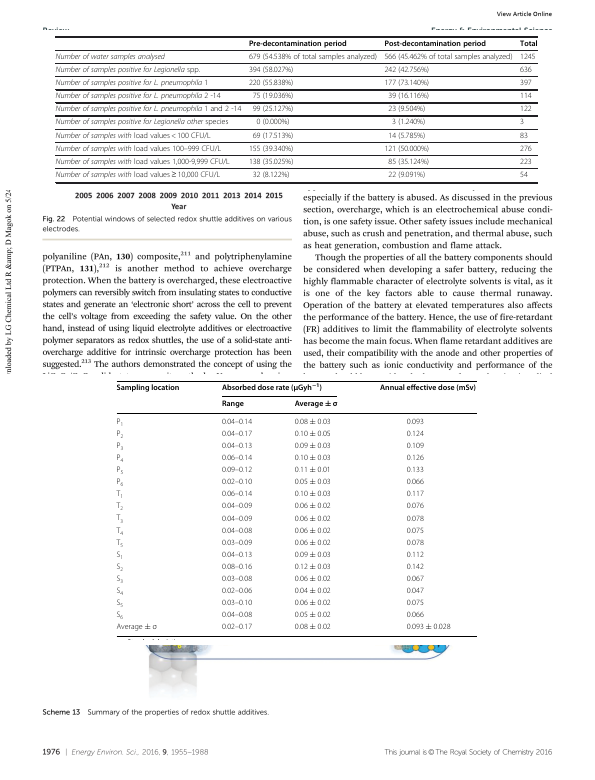 View Article Online
Review Energy & Environmental Science
Pre-decontamination period Post-decontamination period Total
Number of water samples analysed 679 (54.538% of total samples analyzed) 566 (45.462% of total samples analyzed) 1245
Number of samples positive for Legionella spp. 394 (58.027%) 242 (42.756%) 636
Number of samples positive for L. pneumophila 1 220 (55.838%) 177 (73.140%) 397
Number of samples positive for L. pneumophila 2 -14 75 (19.036%) 39 (16.116%) 114
Number of samples positive for L. pneumophila 1 and 2 -14 99 (25.127%) 23 (9.504%) 122
Number of samples positive for Legionella other species 0 (0.000%) 3 (1.240%) 3
Number of samples with load values < 100 CFU/L 69 (17.513%) 14 (5.785%) 83
Number of samples with load values 100–999 CFU/L 155 (39.340%) 121 (50.000%) 276
Number of samples with load values 1,000-9,999 CFU/L 138 (35.025%) 85 (35.124%) 223
Number of samples with load values ≥ 10,000 CFU/L 32 (8.122%) 22 (9.091%) 54
2005 2006 2007 2008 2009 2010 2011 2013 2014 2015
Year
Fig. 22 Potential windows of selected redox shuttle additives on various
electrodes.
polyaniline (PAn, 130) composite,211 and polytriphenylamine
(PTPAn, 131),212 is another method to achieve overcharge
protection. When the battery is overcharged, these electroactive
polymers can reversibly switch from insulating states to conductive
states and generate an ‘electronic short’ across the cell to prevent
the cell's voltage from exceeding the safety value. On the other
hand, instead of using liquid electrolyte additives or electroactive
polymer separators as redox shuttles, the use of a solid-state anti-
overcharge additive for intrinsic overcharge protection has been
suggested.213 The authors demonstrated the concept of using the
especially if the battery is abused. As discussed in the previous
section, overcharge, which is an electrochemical abuse condi-
tion, is one safety issue. Other safety issues include mechanical
abuse, such as crush and penetration, and thermal abuse, such
as heat generation, combustion and flame attack.
Though the properties of all the battery components should
be considered when developing a safer battery, reducing the
highly flammable character of electrolyte solvents is vital, as it
is one of the key factors able to cause thermal runaway.
Operation of the battery at elevated temperatures also affects
the performance of the battery. Hence, the use of fire-retardant
(FR) additives to limit the flammability of electrolyte solvents
has become the main focus. When flame retardant additives are
used, their compatibility with the anode and other properties of
the battery such as ionic conductivity and performance of the
Sampling location Absorbed dose rate (μGyh−1) Annual effective dose (mSv)
Range Average ± σ
P1 0.04–0.14 0.08 ± 0.03 0.093
P2 0.04–0.17 0.10 ± 0.05 0.124
P3 0.04–0.13 0.09 ± 0.03 0.109
P4 0.06–0.14 0.10 ± 0.03 0.126
P5 0.09–0.12 0.11 ± 0.01 0.133
P6 0.02–0.10 0.05 ± 0.03 0.066
T1 0.06–0.14 0.10 ± 0.03 0.117
T2 0.04–0.09 0.06 ± 0.02 0.076
T3 0.04–0.09 0.06 ± 0.02 0.078
T4 0.04–0.08 0.06 ± 0.02 0.075
T5 0.03–0.09 0.06 ± 0.02 0.078
S1 0.04–0.13 0.09 ± 0.03 0.112
S2 0.08–0.16 0.12 ± 0.03 0.142
S3 0.03–0.08 0.06 ± 0.02 0.067
S4 0.02–0.06 0.04 ± 0.02 0.047
S5 0.03–0.10 0.06 ± 0.02 0.075
S6 0.04–0.08 0.05 ± 0.02 0.066
Average ± σ 0.02–0.17 0.08 ± 0.02 0.093 ± 0.028
Scheme 13 Summary of the properties of redox shuttle additives.
1976 | Energy Environ. Sci., 2016, 9, 1955–1988 This journal is © The Royal Society of Chemistry 2016
nloaded by LG Chemical Ltd R &amp; D Magok on 5/24